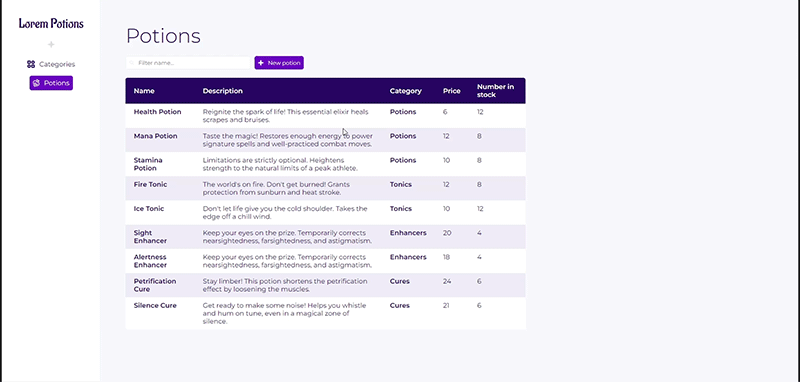 Lorem Potions
Categories
Potions
Potions
Filter name..
New potion
Name Description Category Price Number in
stock
Health Potion Reignite the spark of life! This essential elixir heals Potions 6 12
scrapes and bruises.
Mana Potion Taste the magic! Restores enough energy to power Potions 12 8
signature spells and well-practiced combat moves.
Stamina Limitations are strictly optional. Heightens Potions 10 8
Potion strength to the natural limits of a peak athlete.
Fire Tonic The world's on fire. Don't get burned! Grants Tonics 12 8
protection from sunburn and heat stroke.
Ice Tonic Don't let life give you the cold shoulder. Takes the Tonics 10 12
edge off a chill wind.
Sight Keep your eyes on the prize. Temporarily corrects Enhancers 20 4
Enhancer nearsightedness, farsightedness, and astigmatism.
Alertness Keep your eyes on the prize. Temporarily corrects Enhancers 18 4
Enhancer nearsightedness, farsightedness, and astigmatism.
Petrification Stay limber! This potion shortens the petrification Cures 24 6
Cure effect by loosening the muscles.
Silence Cure Get ready to make some noise! Helps you whistle Cures 21 6
and hum on tune, even in a magical zone of
silence.